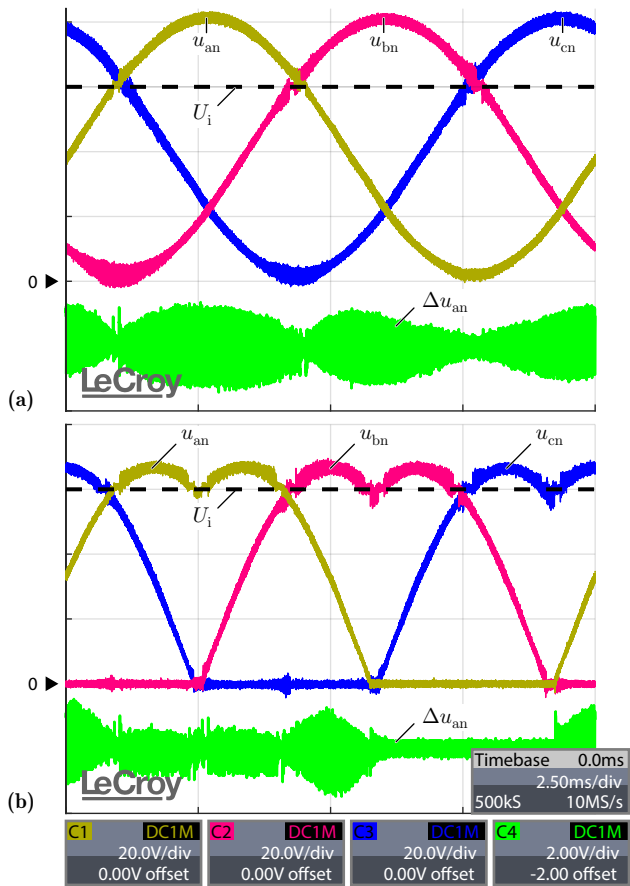 u_an u_bn u_cn
U_i
0
Δu_an
LeCroy
(a)
u_an u_bn u_cn
U_i
0
Δu_an
LeCroy
(b)
Timebase 0.0ms
2.50ms/div
500kS 10MS/s
C1 DC1M
20.0V/div
0.00V offset
C2 DC1M
20.0V/div
0.00V offset
C3 DC1M
20.0V/div
0.00V offset
C4 DC1M
2.00V/div
-2.00 offset